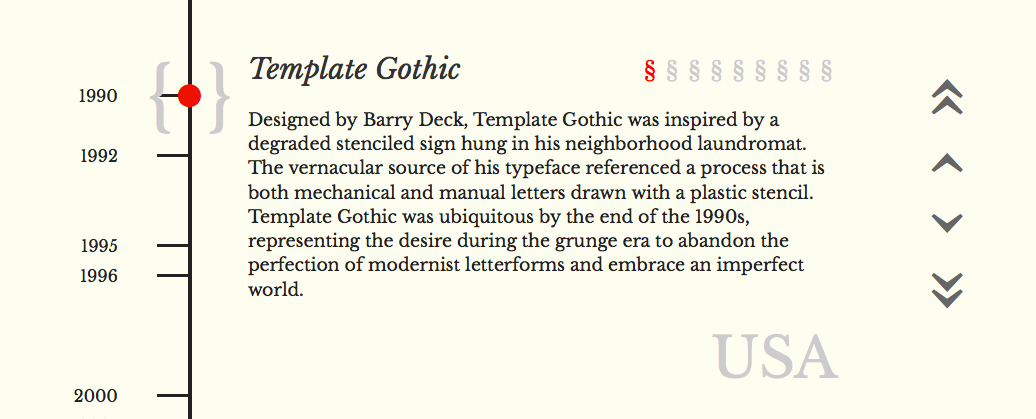 Template Gothic
§ § § § § § § § §
{ }
1990
Designed by Barry Deck, Template Gothic was inspired by a
degraded stenciled sign hung in his neighborhood laundromat.
1992
The vernacular source of his typeface referenced a process that is
both mechanical and manual letters drawn with a plastic stencil.
Template Gothic was ubiquitous by the end of the 1990s,
1995
representing the desire during the grunge era to abandon the
1996
perfection of modernist letterforms and embrace an imperfect
world.
USA
2000